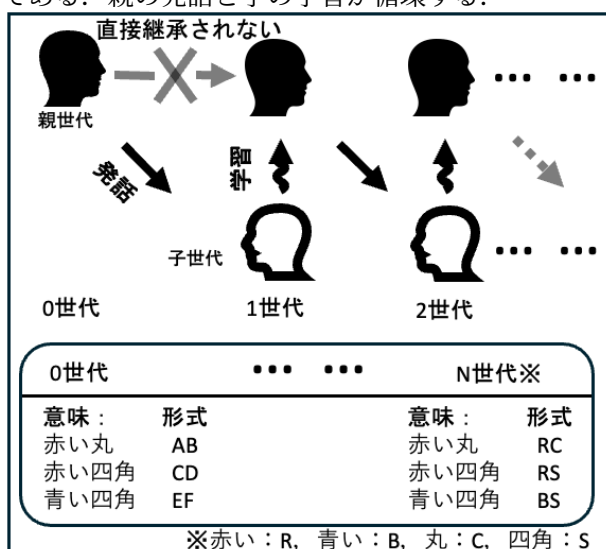 である．親の発話と子の学習が循環する．
直接継承されない
親世代
発話
学習
子世代
0世代
1世代
2世代
0世代 ••• ••• N世代※
意味： 形式 意味： 形式
赤い丸 AB 赤い丸 RC
赤い四角 CD 赤い四角 RS
青い四角 EF 青い四角 BS
※赤い：R, 青い：B, 丸：C, 四角：S